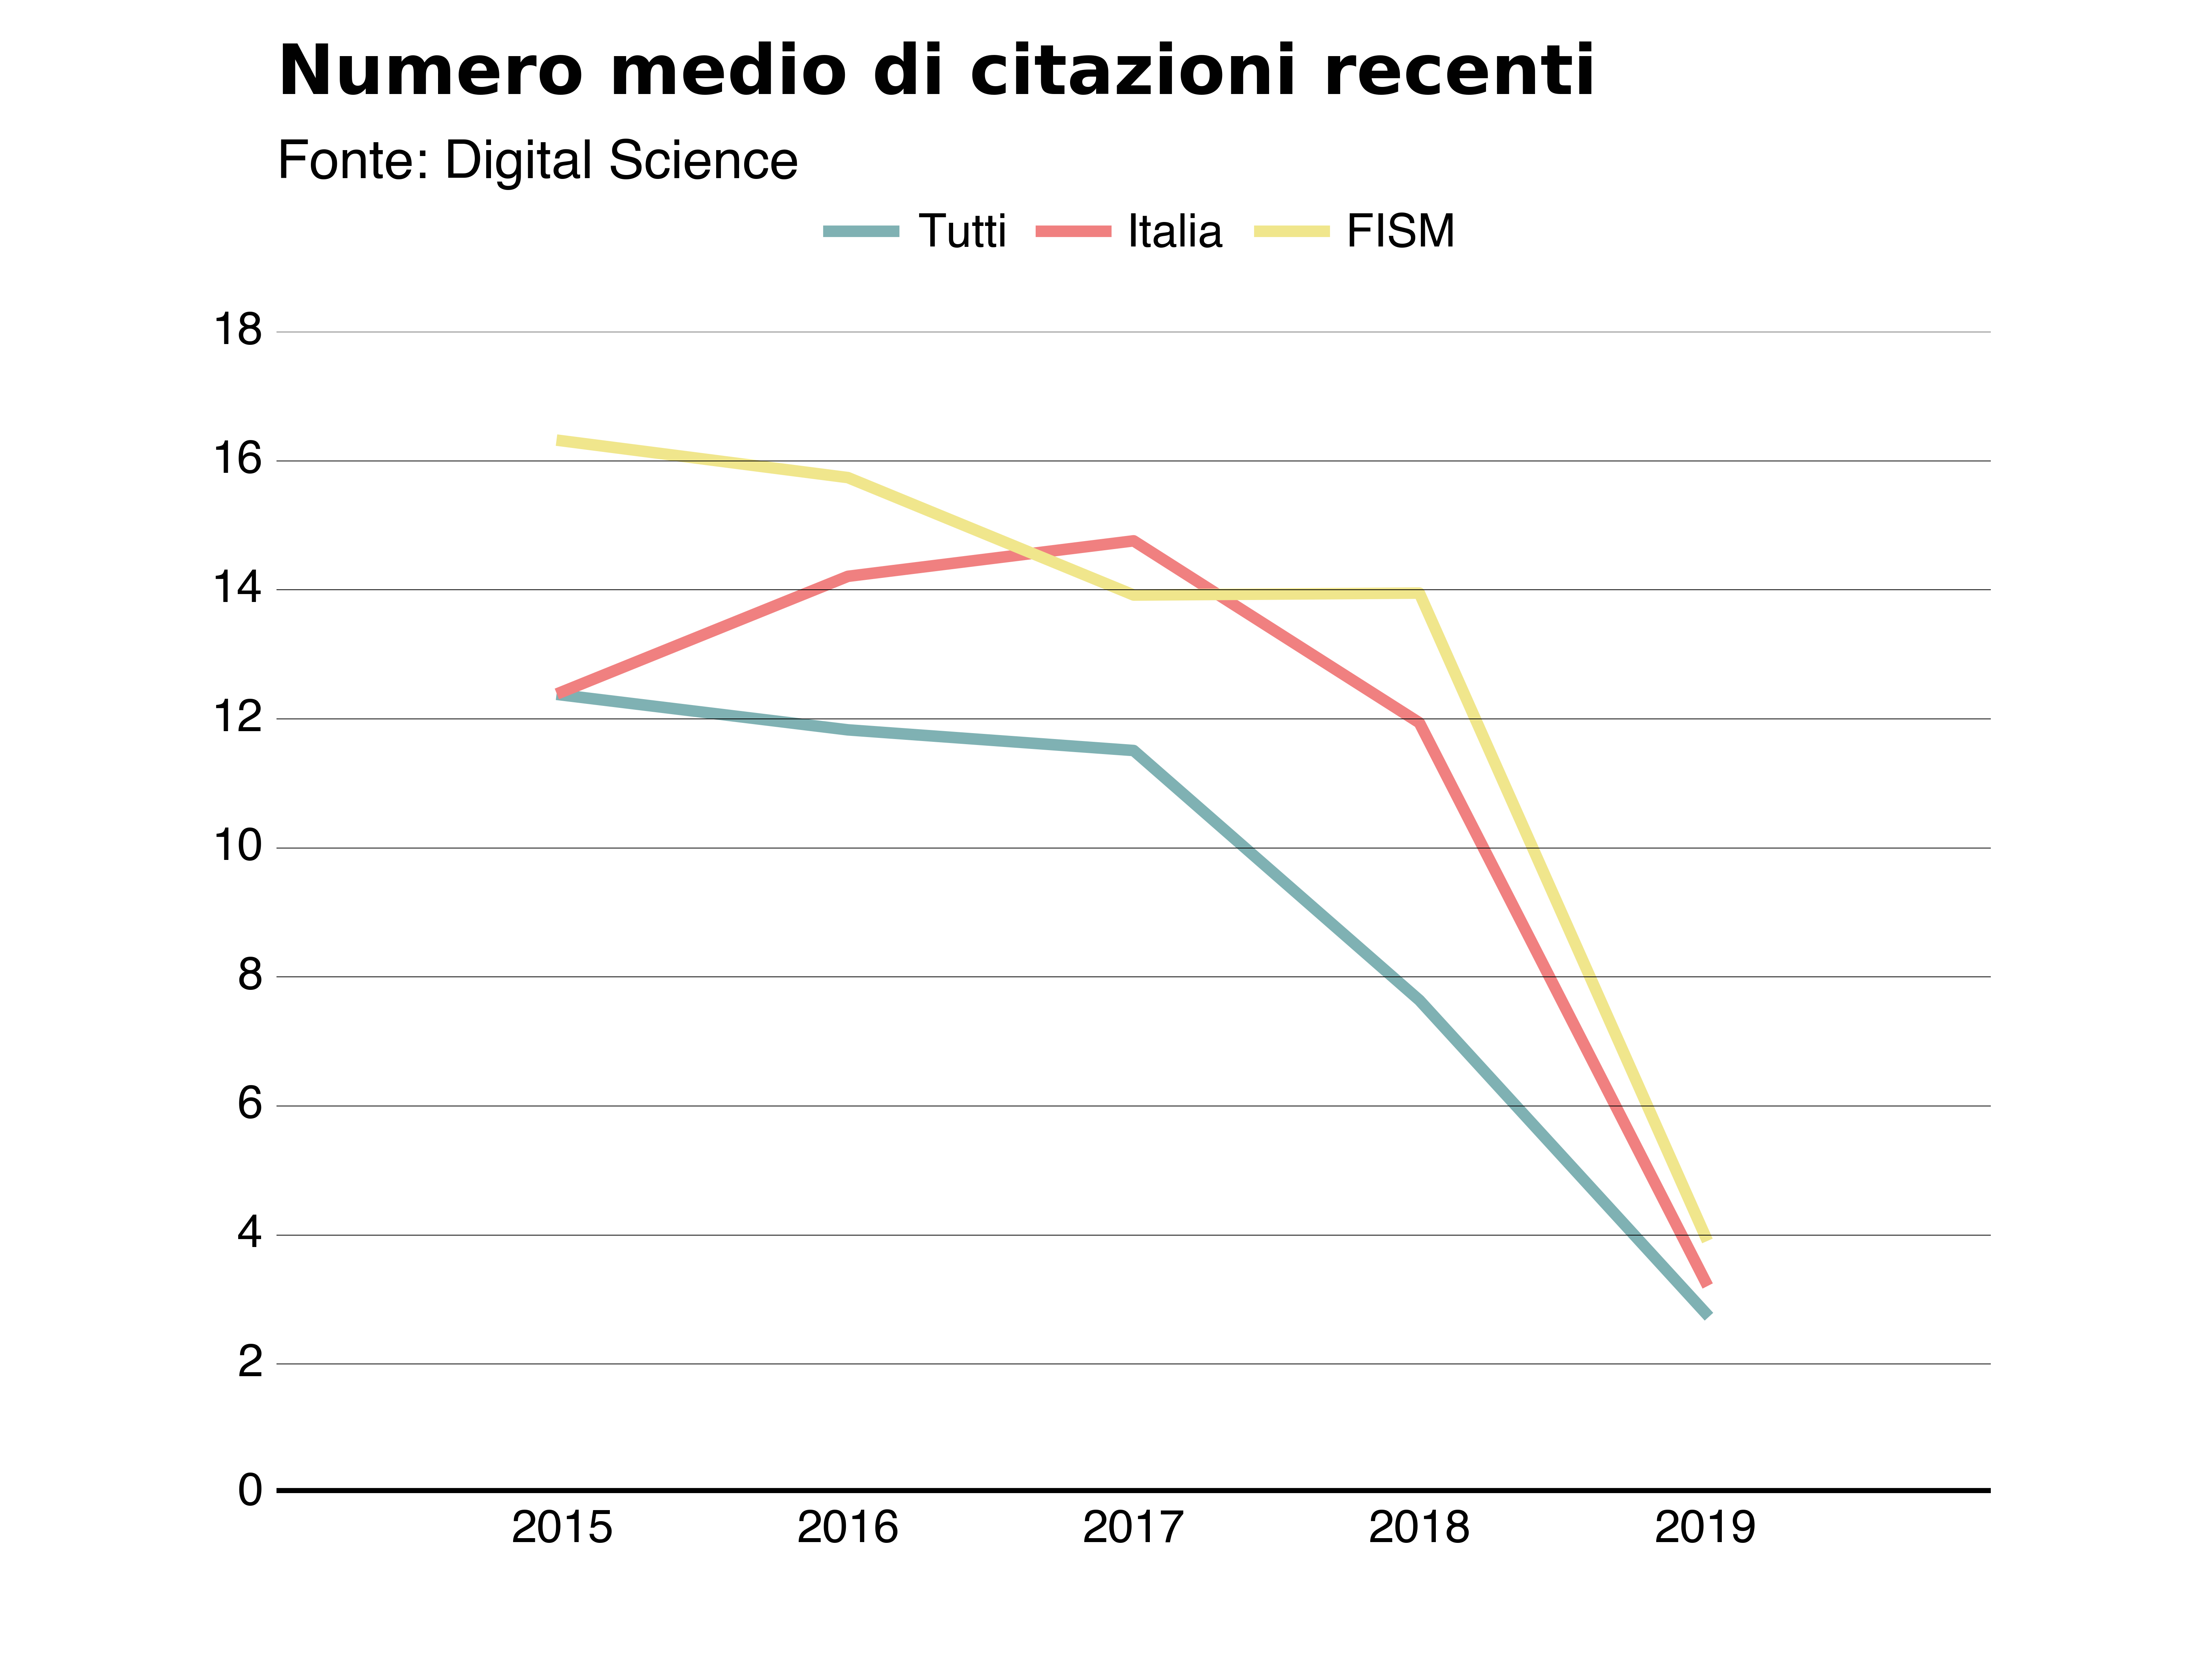 Numero medio di citazioni recenti
Fonte: Digital Science
Tutti Italia FISM
18
16
14
12
10
8
6
4
2
0
2015 2016 2017 2018 2019